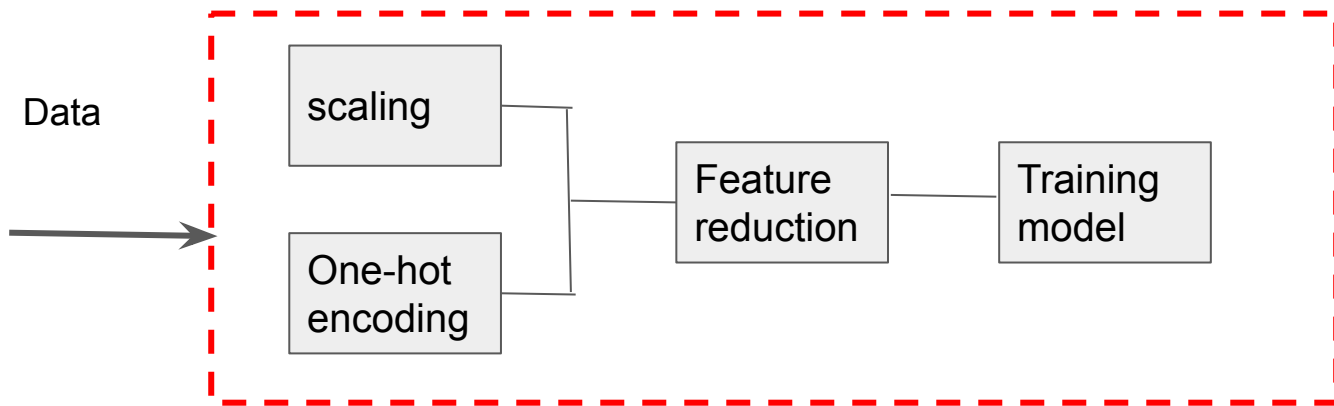 Data
scaling
One-hot
encoding
Feature
reduction
Training
model